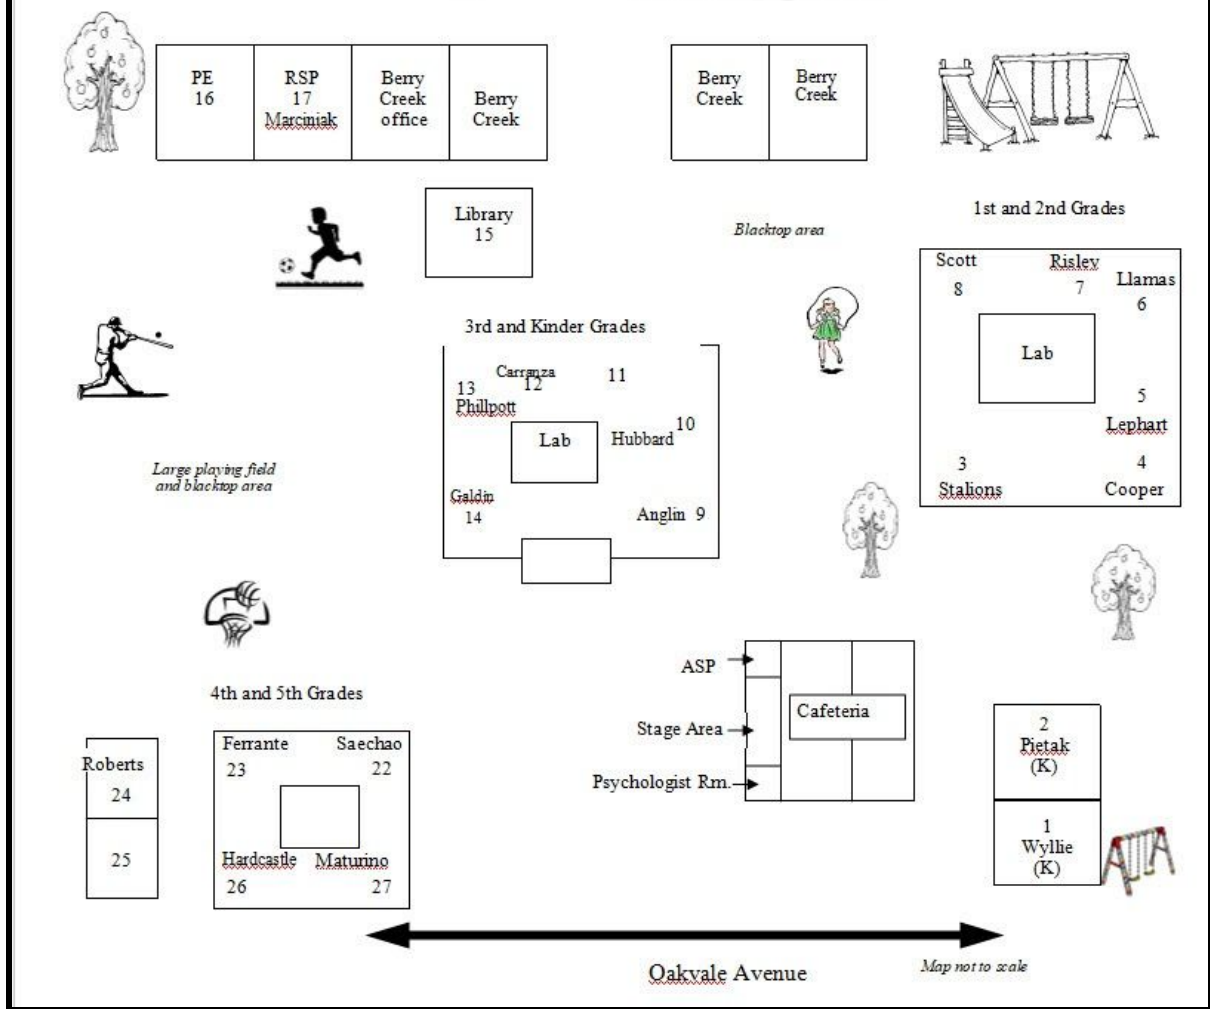 PE
16
RSP
17
Marciniak
Berry
Creek
office
Berry
Creek
Berry
Creek
Berry
Creek
Library
15
Blacktop area
1st and 2nd Grades
Scott
8
Risley
7
Llamas
6
Lab
5
Lephart
3
Stalions
4
Cooper
3rd and Kinder Grades
Carranza
12
11
13
Phillpott
Lab
Hubbard 10
Galdin
14
Anglin 9
Large playing field
and blacktop area
ASP
Stage Area
Psychologist Rm.
Cafeteria
4th and 5th Grades
Roberts
24
25
Ferrante
23
Saechao
22
Hardcastle
26
Maturino
27
2
Pietak
(K)
1
Wyllie
(K)
Oakvale Avenue
Map not to scale